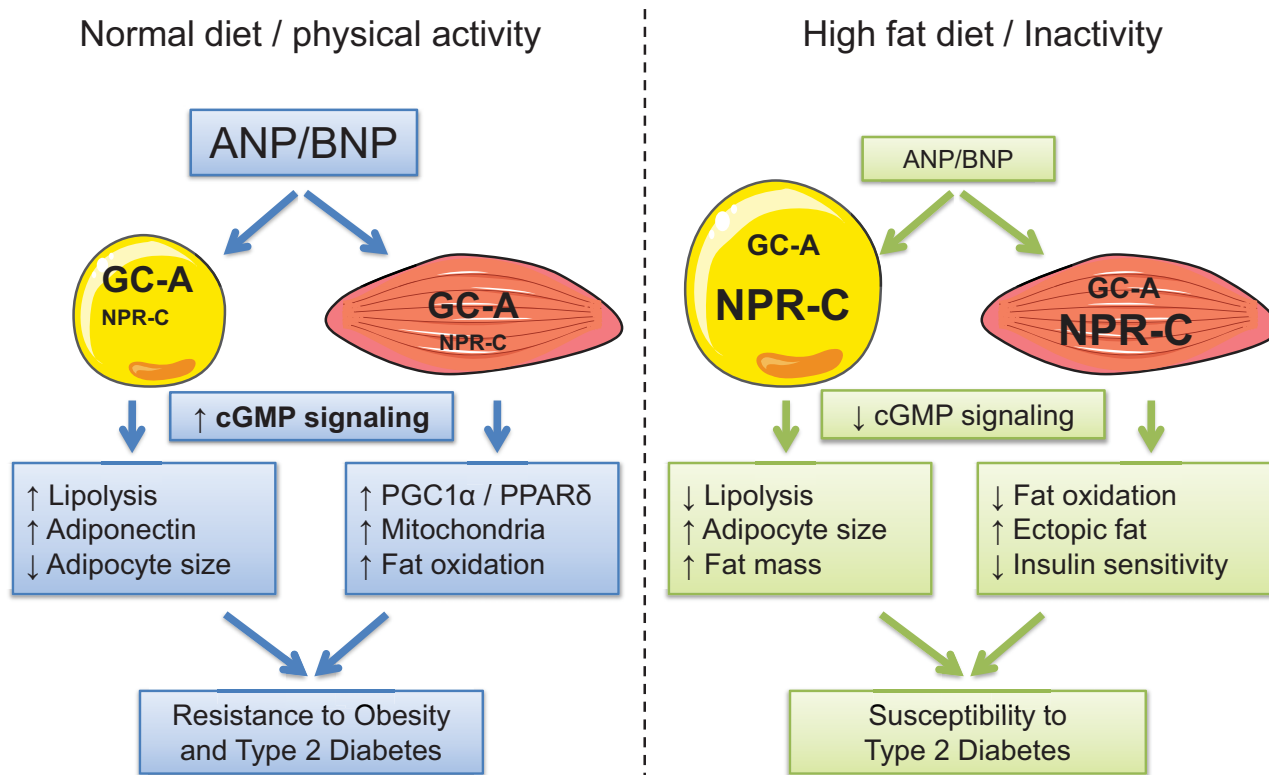 Normal diet / physical activity
ANP/BNP
GC-A
NPR-C
GC-A
NPR-C
↑ cGMP signaling
↑ Lipolysis
↑ Adiponectin
↓ Adipocyte size
↑ PGC1α / PPARδ
↑ Mitochondria
↑ Fat oxidation
Resistance to Obesity
and Type 2 Diabetes
High fat diet / Inactivity
ANP/BNP
GC-A
NPR-C
GC-A
NPR-C
↓ cGMP signaling
↓ Lipolysis
↑ Adipocyte size
↑ Fat mass
↓ Fat oxidation
↑ Ectopic fat
↓ Insulin sensitivity
Susceptibility to
Type 2 Diabetes